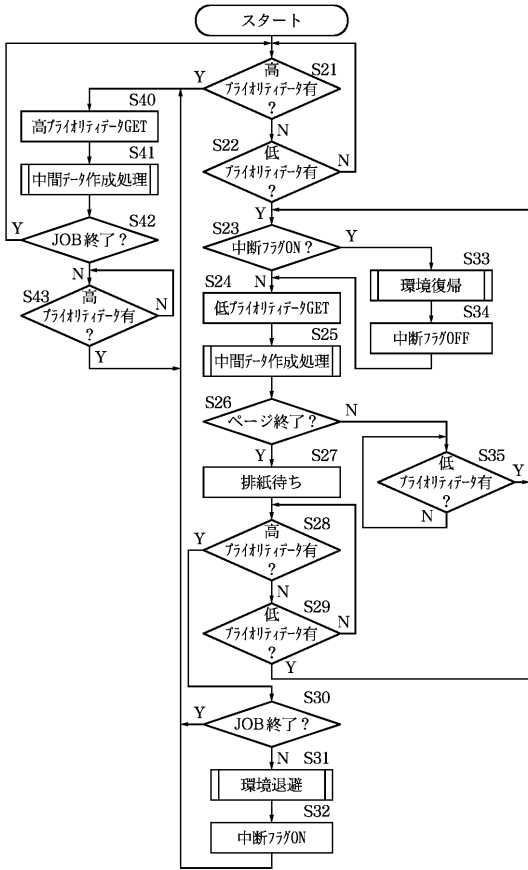 スタート
S21
高
プライオリティデータ有
？
Y
N
S22
低
プライオリティデータ有
？
N
Y
S40
高プライオリティデータGET
S41
中間データ作成処理
S42
JOB終了？
Y
N
S43
高
プライオリティデータ有
？
N
Y
S23
中断フラグON？
Y
N
S33
環境復帰
S34
中断フラグOFF
S24
低プライオリティデータGET
S25
中間データ作成処理
S26
ページ終了？
N
Y
S35
低
プライオリティデータ有
？
Y
N
S27
排紙待ち
S28
高
プライオリティデータ有
？
Y
N
S29
低
プライオリティデータ有
？
N
Y
S30
JOB終了？
Y
N
S31
環境退避
S32
中断フラグON